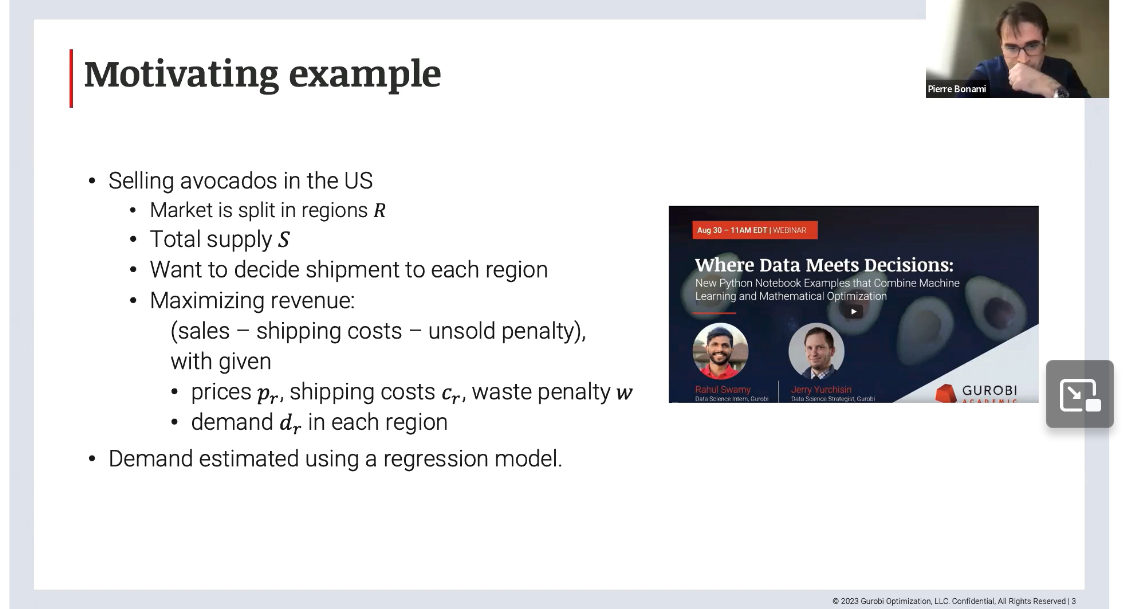 Motivating example
Pierre Bonami
• Selling avocados in the US
• Market is split in regions R
• Total supply S
• Want to decide shipment to each region
• Maximizing revenue:
(sales – shipping costs – unsold penalty),
with given
• prices pᵣ, shipping costs cᵣ, waste penalty w
• demand dᵣ in each region
• Demand estimated using a regression model.
Aug 30 – 11AM EDT | WEBINAR
Where Data Meets Decisions:
New Python Notebook Examples that Combine Machine
Learning and Mathematical Optimization
Rahul Swamy
Data Science Intern, Gurobi
Jerry Yurchisin
Data Science Strategist, Gurobi
GUROBI
ACADEMIC
© 2023 Gurobi Optimization, LLC. Confidential, All Rights Reserved | 3